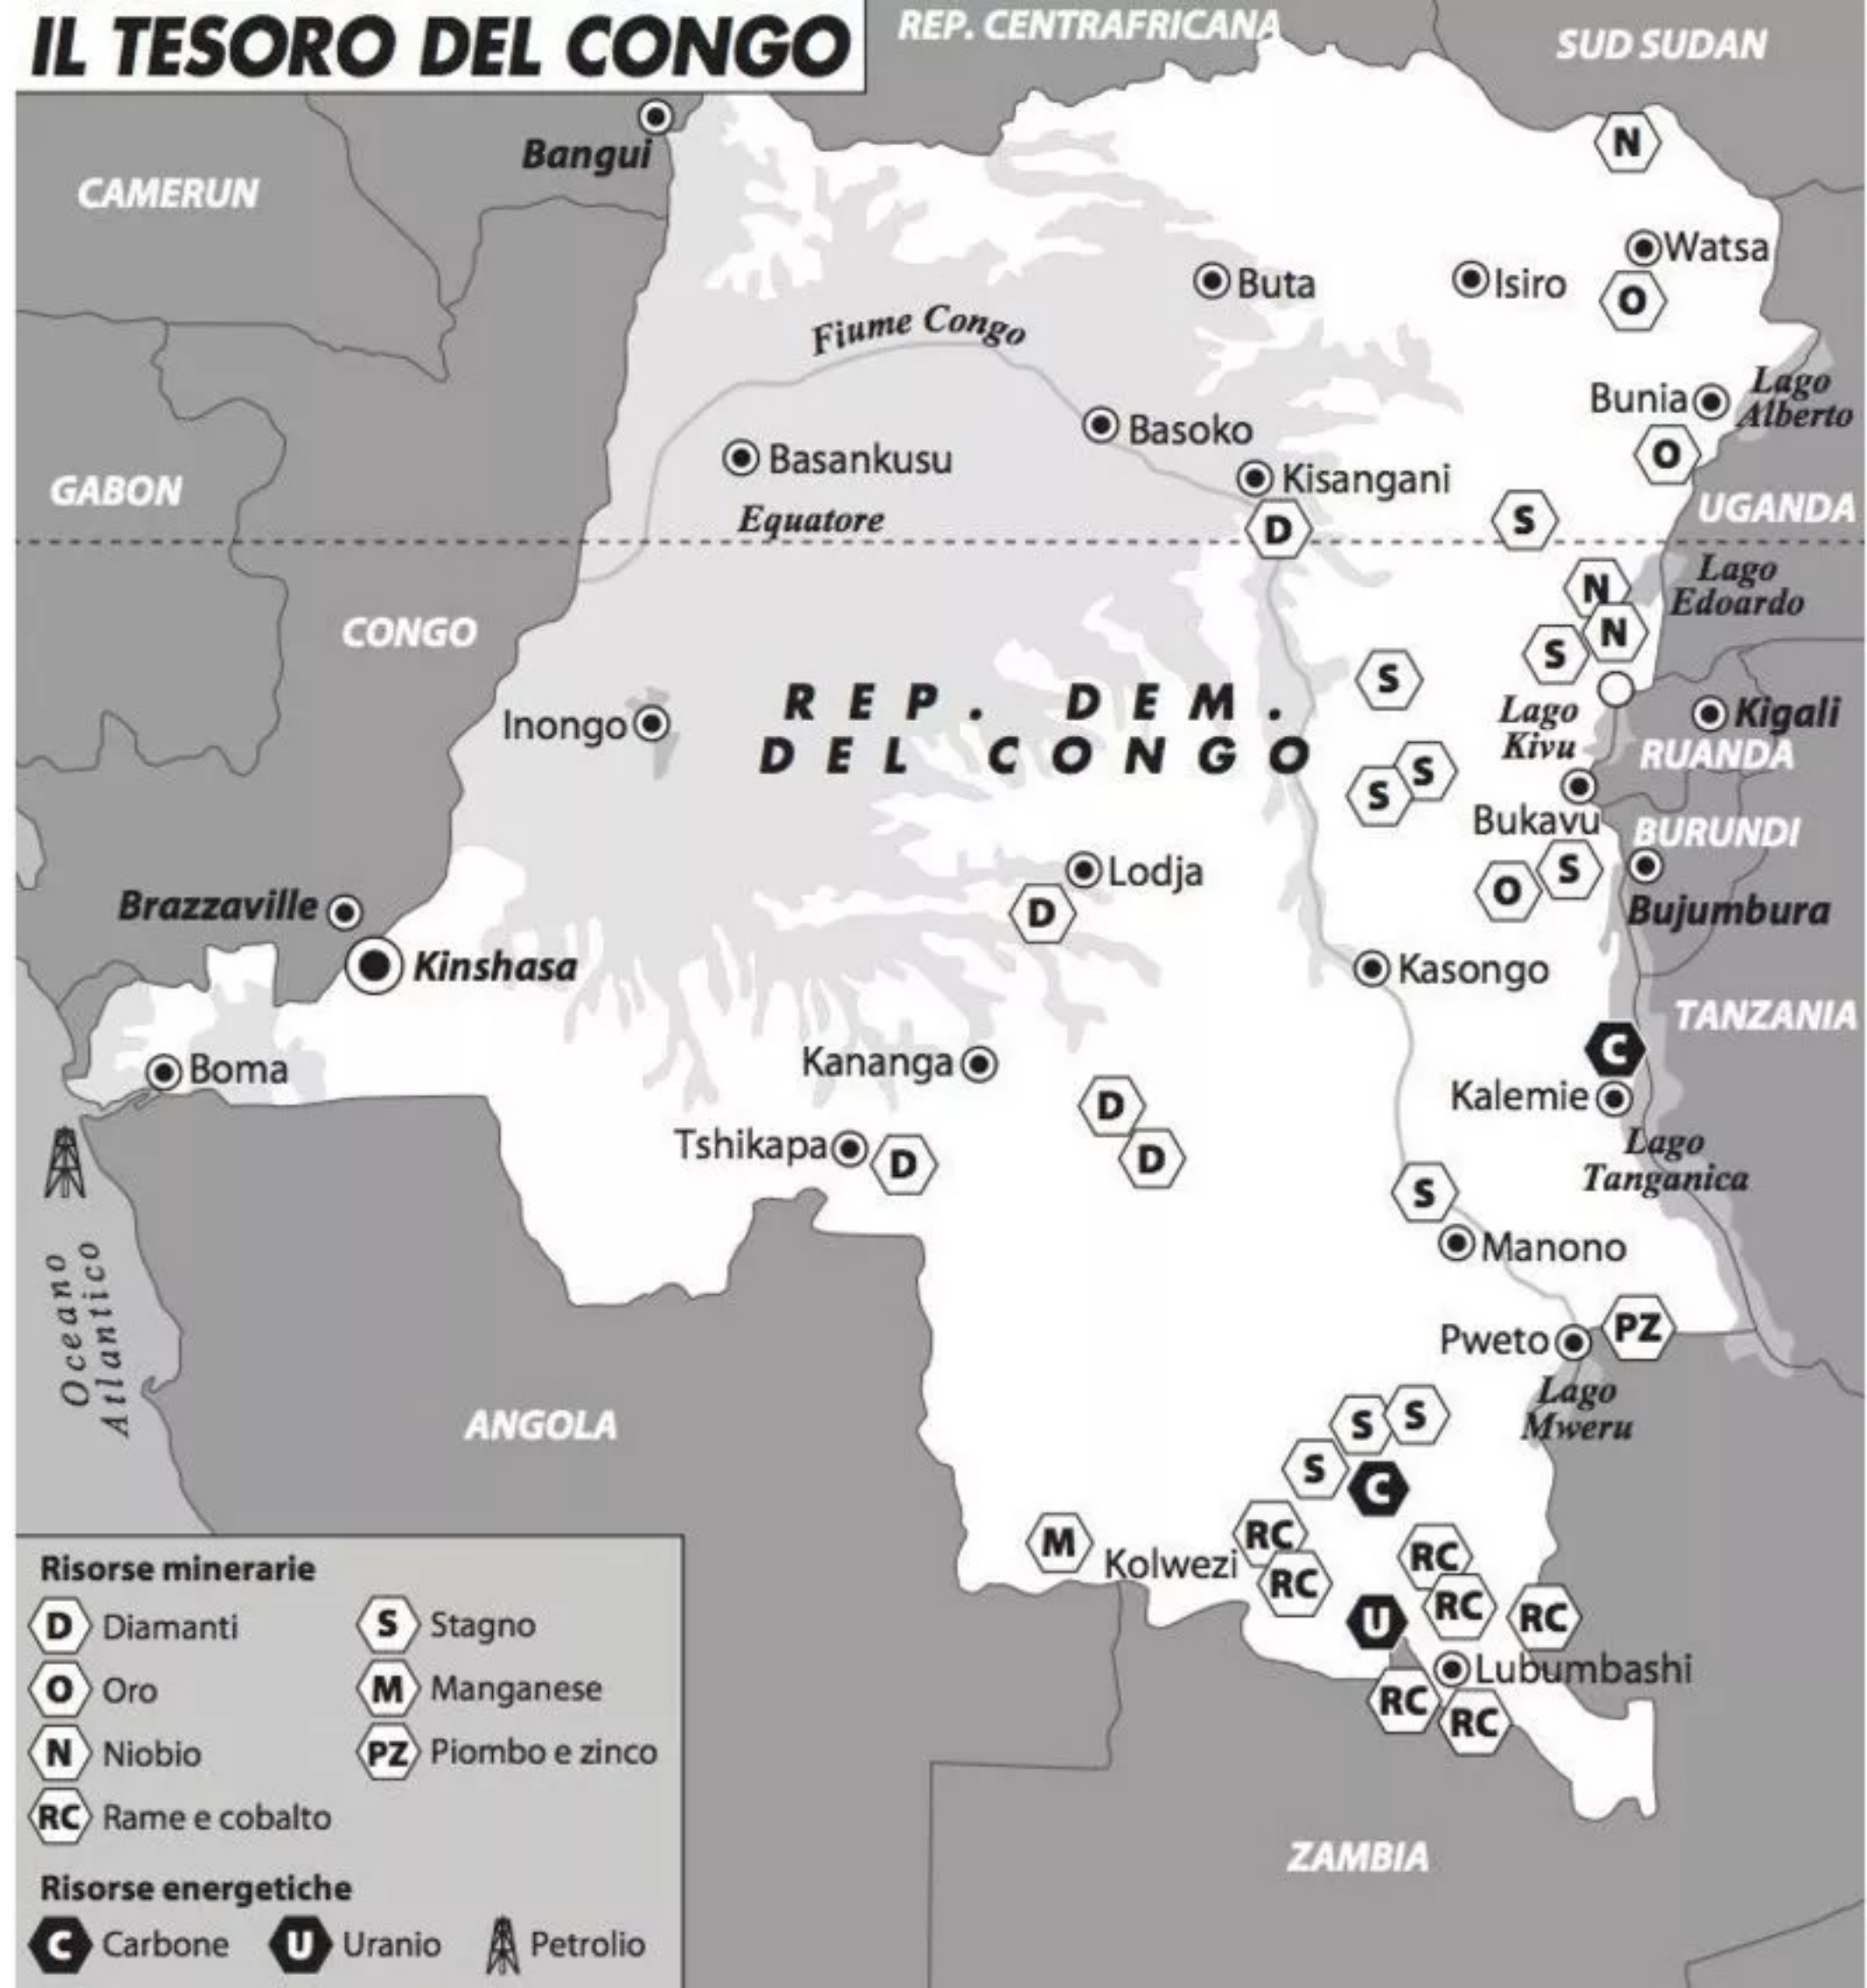 IL TESORO DEL CONGO
REP. CENTRAFRICANA
SUD SUDAN
Bangui
CAMERUN
N
Watsa
Buta
Isiro
O
Fiume Congo
Bunia
Lago
Alberto
Basoko
Basankusu
O
Kisangani
GABON
UGANDA
Equatore
D
S
Lago
Edoardo
N
N
CONGO
S
S
REP. DEM.
DEL CONGO
Inongo
Lago
Kivu
Kigali
RUANDA
S
S
Bukavu
BURUNDI
Lodja
S
O
D
Bujumbura
Brazzaville
Kinshasa
Kasongo
TANZANIA
C
Boma
Kananga
Kalemie
D
D
Tshikapa
D
Lago
Tanganica
S
Manono
Oceano
Atlantico
PZ
Pweto
Lago
Mweru
ANGOLA
S
S
S
C
M
Kolwezi
RC
RC
RC
RC
RC
U
Lubumbashi
RC
RC
ZAMBIA
Risorse minerarie
D Diamanti
S Stagno
O Oro
M Manganese
N Niobio
PZ Piombo e zinco
RC Rame e cobalto
Risorse energetiche
C Carbone
U Uranio
Petrolio